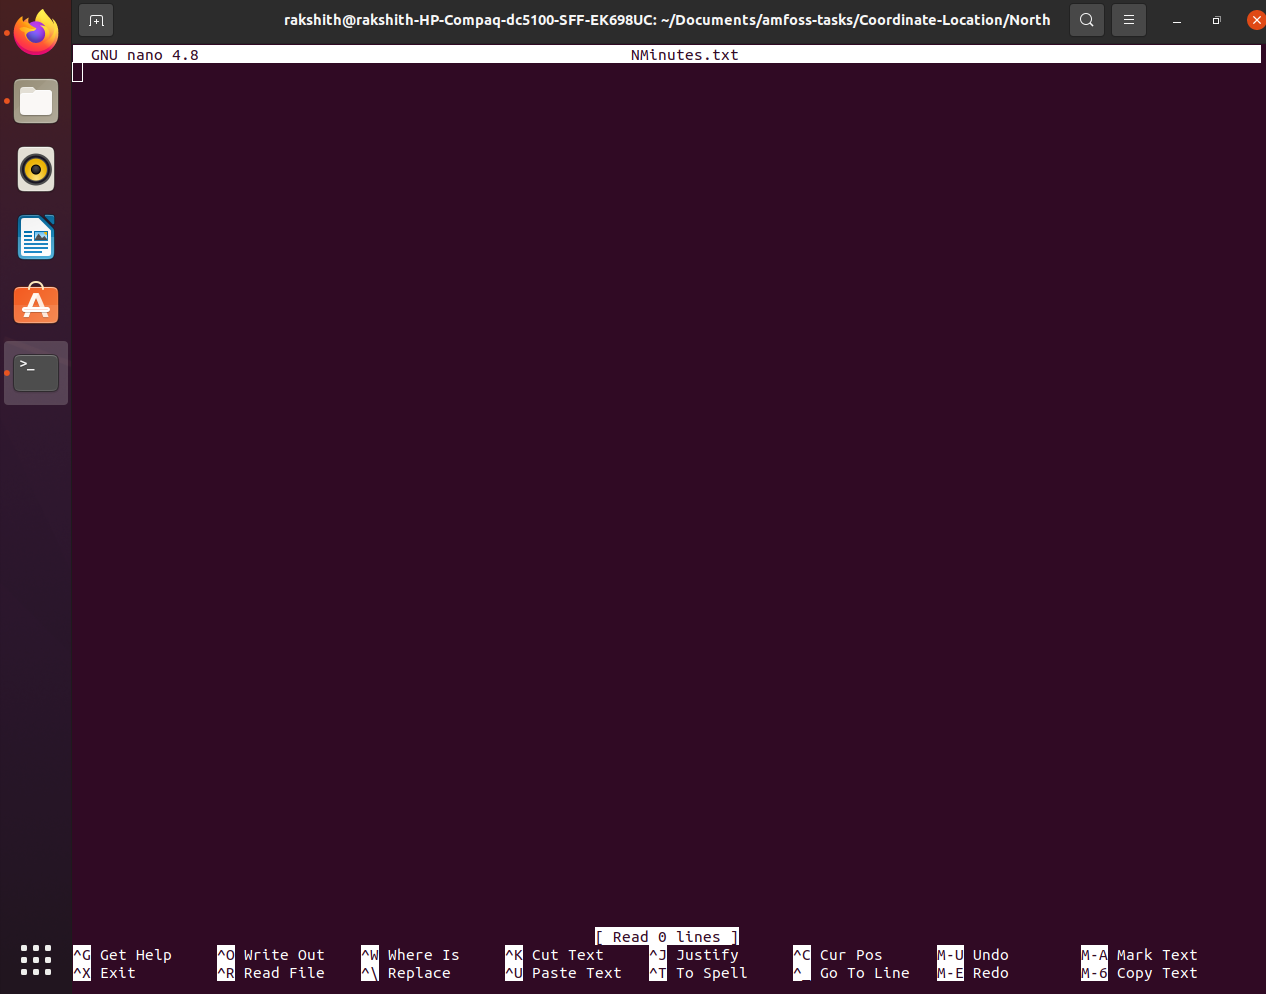 rakshith@rakshith-HP-Compaq-dc5100-SFF-EK698UC: ~/Documents/amfoss-tasks/Coordinate-Location/North
GNU nano 4.8 NMinutes.txt
>_
[ Read 0 lines ]
^G Get Help ^O Write Out ^W Where Is ^K Cut Text ^J Justify ^C Cur Pos M-U Undo M-A Mark Text
^X Exit ^R Read File ^\ Replace ^U Paste Text ^T To Spell ^_ Go To Line M-E Redo M-6 Copy Text